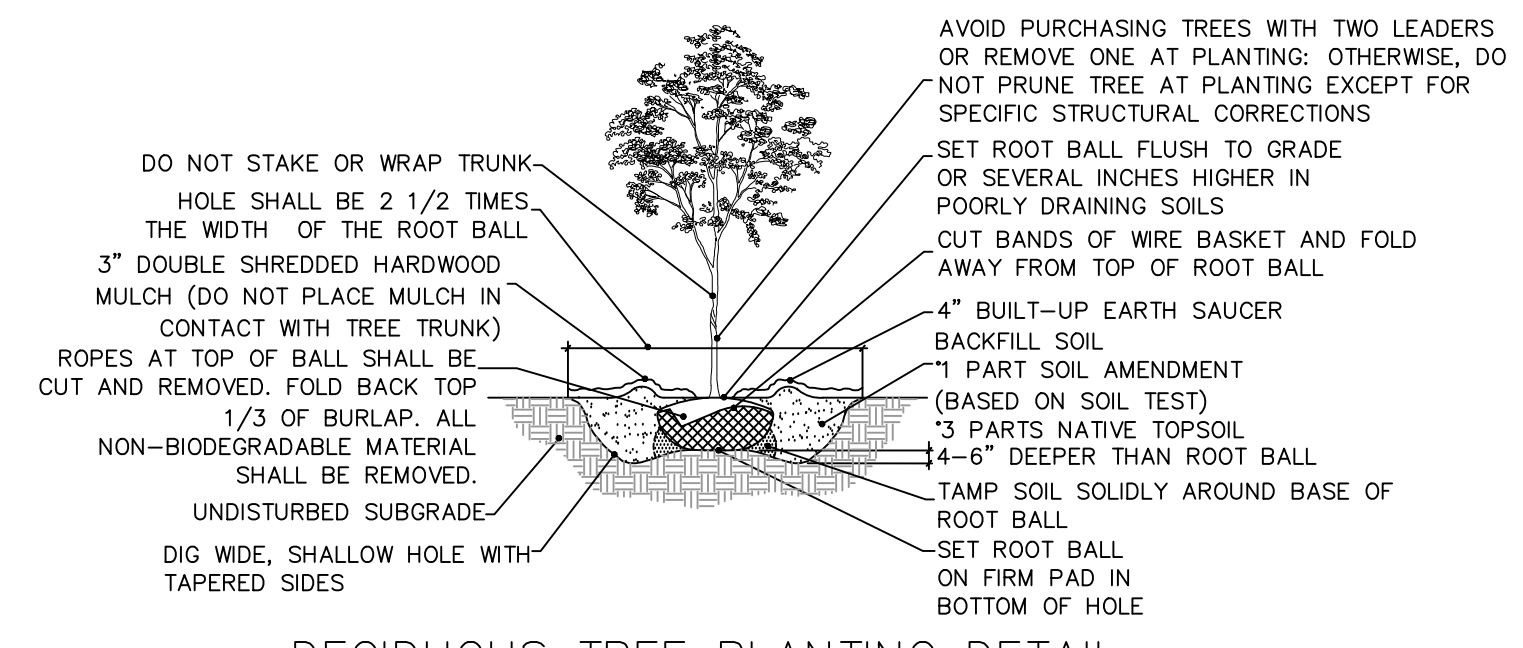 DO NOT STAKE OR WRAP TRUNK
HOLE SHALL BE 2 1/2 TIMES
THE WIDTH OF THE ROOT BALL
3” DOUBLE SHREDDED HARDWOOD
MULCH (DO NOT PLACE MULCH IN
CONTACT WITH TREE TRUNK)
ROPES AT TOP OF BALL SHALL BE
CUT AND REMOVED. FOLD BACK TOP
1/3 OF BURLAP. ALL
NON–BIODEGRADABLE MATERIAL
SHALL BE REMOVED.
UNDISTURBED SUBGRADE
DIG WIDE, SHALLOW HOLE WITH
TAPERED SIDES
AVOID PURCHASING TREES WITH TWO LEADERS
OR REMOVE ONE AT PLANTING: OTHERWISE, DO
NOT PRUNE TREE AT PLANTING EXCEPT FOR
SPECIFIC STRUCTURAL CORRECTIONS
SET ROOT BALL FLUSH TO GRADE
OR SEVERAL INCHES HIGHER IN
POORLY DRAINING SOILS
CUT BANDS OF WIRE BASKET AND FOLD
AWAY FROM TOP OF ROOT BALL
4” BUILT–UP EARTH SAUCER
BACKFILL SOIL
•1 PART SOIL AMENDMENT
(BASED ON SOIL TEST)
•3 PARTS NATIVE TOPSOIL
4–6” DEEPER THAN ROOT BALL
TAMP SOIL SOLIDLY AROUND BASE OF
ROOT BALL
SET ROOT BALL
ON FIRM PAD IN
BOTTOM OF HOLE
DECIDUOUS TREE PLANTING DETAIL